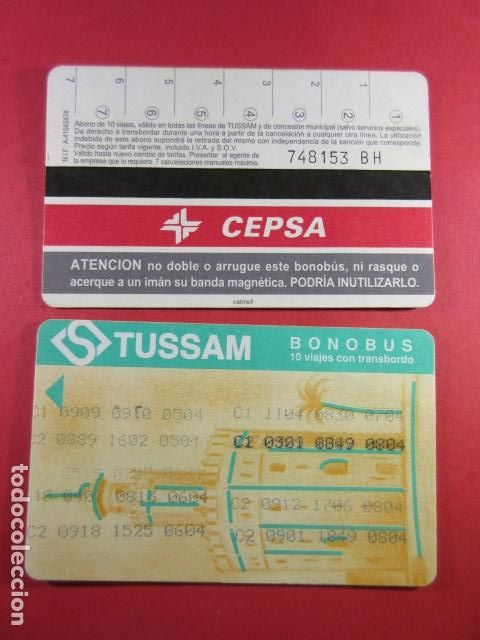 7 6 5 4 3 2 1
⑦ ⑥ ⑤ ④ ③ ② ①
N.I.F. A-41043474
Abono de 10 viajes, válido en todas las líneas de TUSSAM y de concesión municipal (salvo servicios especiales).
Da derecho a transbordar durante una hora a partir de la cancelación a cualquier otra línea. La utilización
indebida de este abono supondrá la retirada del mismo con independencia de la sanción que corresponda.
Precio según tarifa vigente, incluido I.V.A. y S.O.V.
Válido hasta nuevo cambio de tarifas. Presentar al agente de
la empresa que lo requiera. 7 cancelaciones manuales máximo.
748153 BH
CEPSA
ATENCION no doble o arrugue este bonobús, ni rasque o
acerque a un imán su banda magnética. PODRÍA INUTILIZARLO.
calmell
TUSSAM
BONOBUS
10 viajes con transbordo
C1 0909 0910 0504 C1 1104 0830 0704
C2 0889 1602 0504 C1 0301 0849 0804
0604 C2 0812 1706 0804
C2 0918 1525 0604 C2 0901 1849 0804
todocoleccion.net